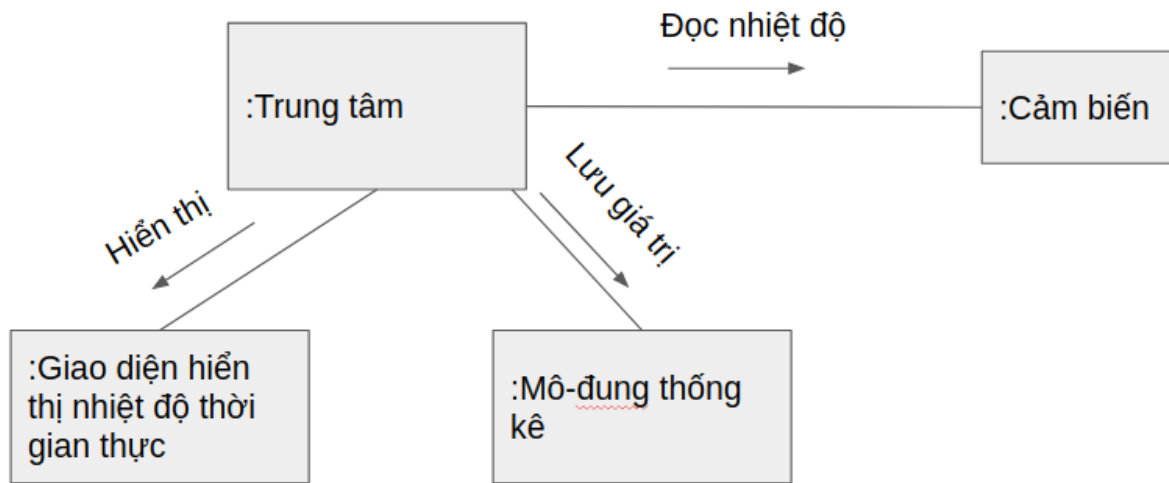 Đọc nhiệt độ
:Trung tâm
:Cảm biến
Hiển thị
Lưu giá trị
:Giao diện hiển
thị nhiệt độ thời
gian thực
:Mô-đung thống
kê